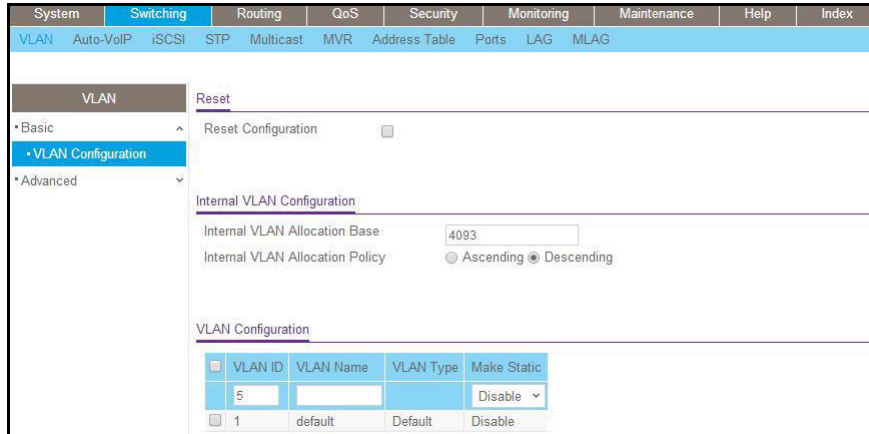 System Switching Routing QoS Security Monitoring Maintenance Help Index
VLAN Auto-VoIP iSCSI STP Multicast MVR Address Table Ports LAG MLAG
VLAN
Basic
VLAN Configuration
Advanced
Reset
Reset Configuration
Internal VLAN Configuration
Internal VLAN Allocation Base 4093
Internal VLAN Allocation Policy Ascending Descending
VLAN Configuration
VLAN ID VLAN Name VLAN Type Make Static
5 Disable
1 default Default Disable